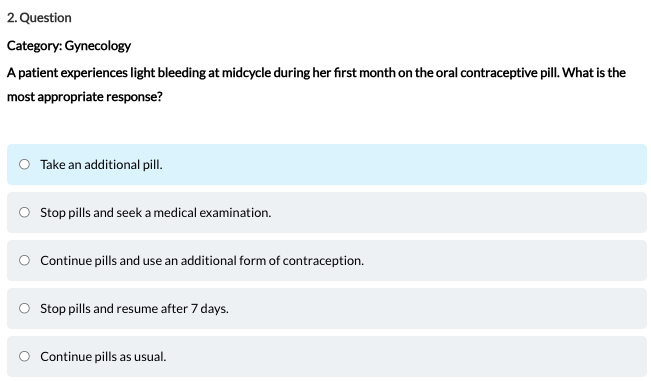 2. Question
Category: Gynecology
A patient experiences light bleeding at midcycle during her first month on the oral contraceptive pill. What is the
most appropriate response?
Take an additional pill.
Stop pills and seek a medical examination.
Continue pills and use an additional form of contraception.
Stop pills and resume after 7 days.
Continue pills as usual.